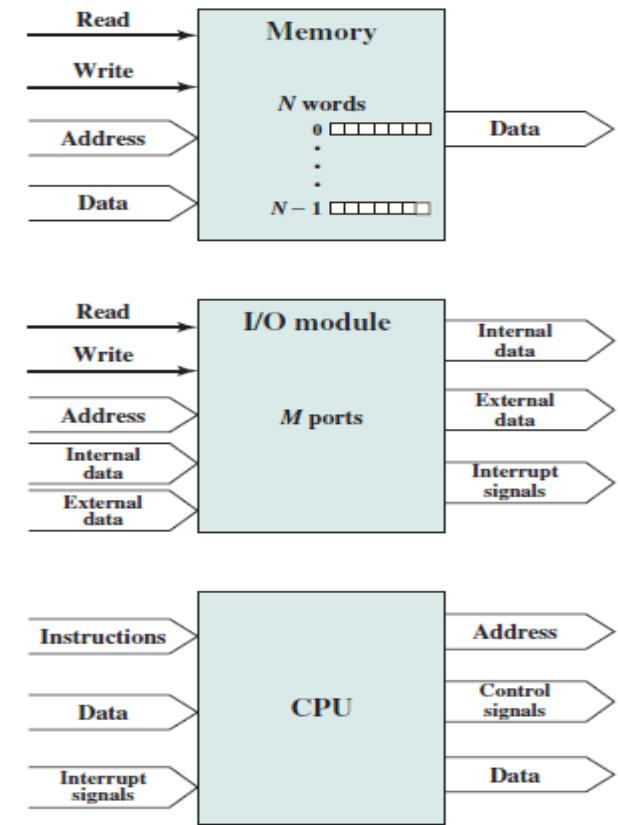 Read
Memory
Write
N words
0
Address
Data
Data
N – 1
Read
I/O module
Write
Internal
data
Address
M ports
External
data
Internal
data
Interrupt
signals
External
data
Instructions
Address
CPU
Data
Control
signals
Interrupt
signals
Data